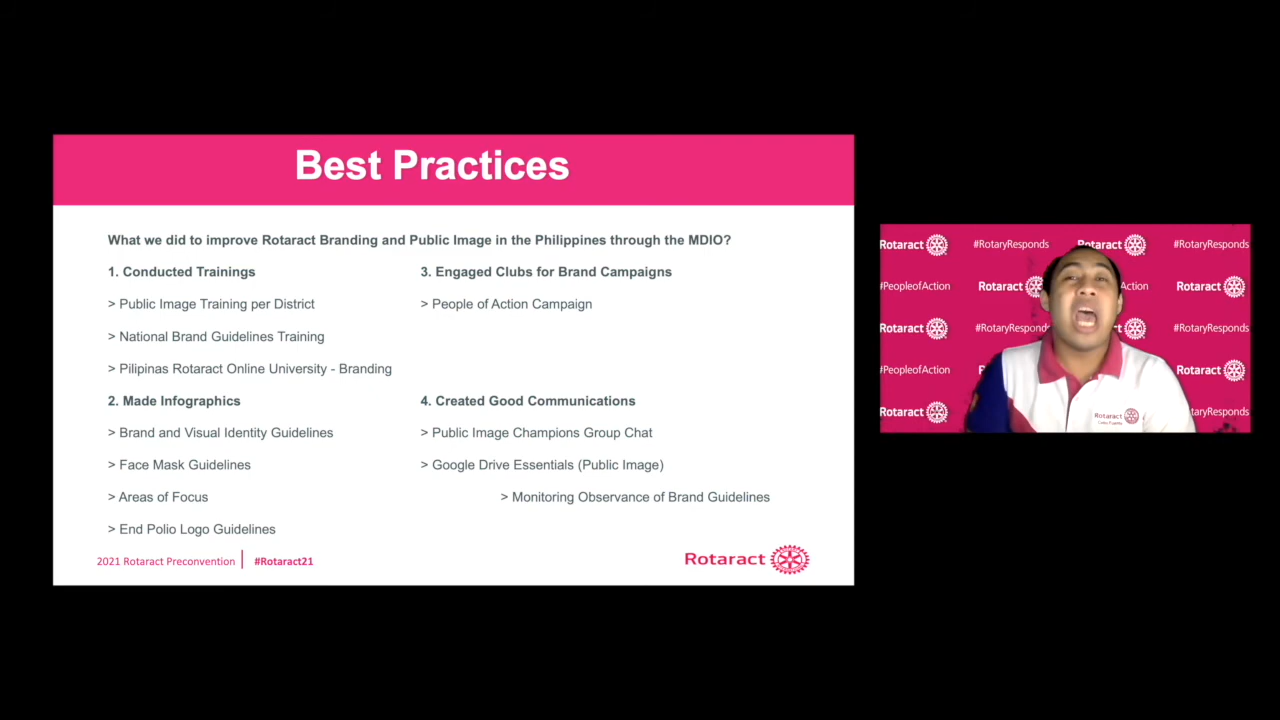 Best Practices
What we did to improve Rotaract Branding and Public Image in the Philippines through the MDIO?
1. Conducted Trainings
> Public Image Training per District
> National Brand Guidelines Training
> Pilipinas Rotaract Online University - Branding
2. Made Infographics
> Brand and Visual Identity Guidelines
> Face Mask Guidelines
> Areas of Focus
> End Polio Logo Guidelines
3. Engaged Clubs for Brand Campaigns
> People of Action Campaign
4. Created Good Communications
> Public Image Champions Group Chat
> Google Drive Essentials (Public Image)
> Monitoring Observance of Brand Guidelines
2021 Rotaract Preconvention #Rotaract21
Rotaract
Rotaract #RotaryResponds Rotaract #RotaryResponds
#PeopleofAction Rotaract Action Rotaract
Rotaract #RotaryRespond #RotaryResponds
#PeopleofAction Rotaract
Rotaract taryResponds
Rotaract